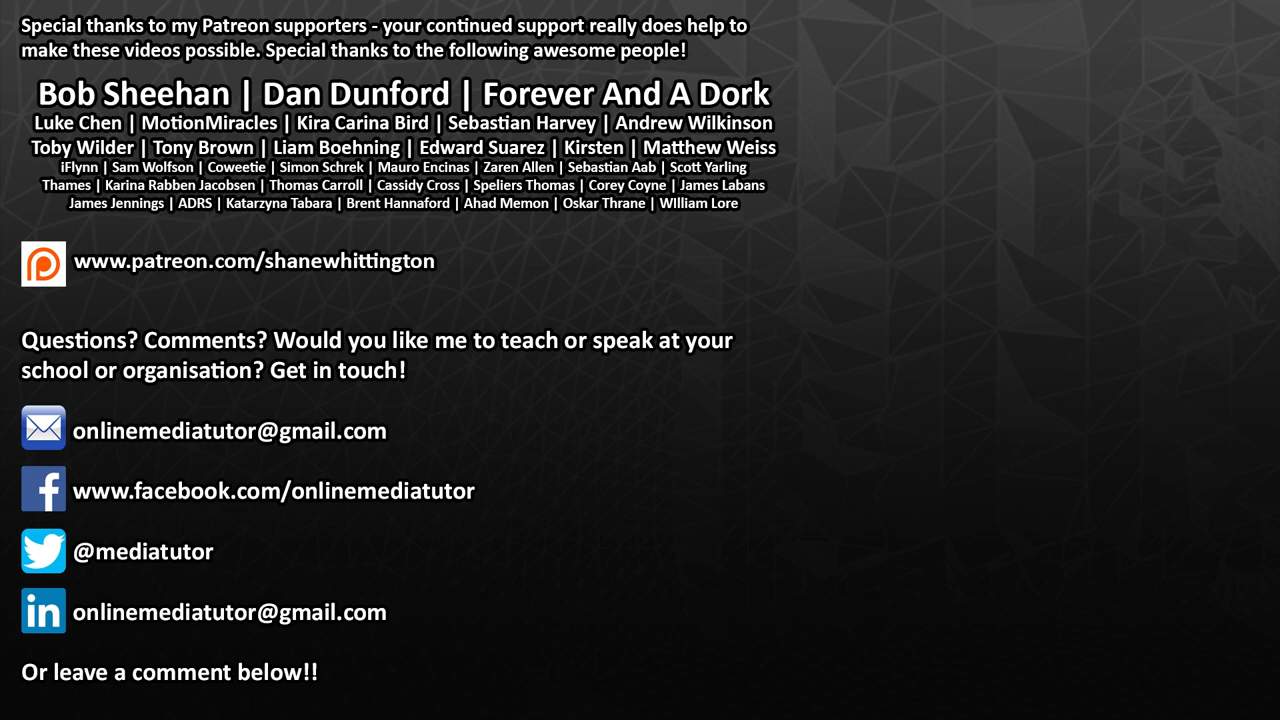 Special thanks to my Patreon supporters - your continued support really does help to
make these videos possible. Special thanks to the following awesome people!
Bob Sheehan | Dan Dunford | Forever And A Dork
Luke Chen | MotionMiracles | Kira Carina Bird | Sebastian Harvey | Andrew Wilkinson
Toby Wilder | Tony Brown | Liam Boehning | Edward Suarez | Kirsten | Matthew Weiss
iFlynn | Sam Wolfson | Coweetie | Simon Schrek | Mauro Encinas | Zaren Allen | Sebastian Aab | Scott Yarling
Thames | Karina Rabben Jacobsen | Thomas Carroll | Cassidy Cross | Speliers Thomas | Corey Coyne | James Labans
James Jennings | ADRS | Katarzyna Tabara | Brent Hannaford | Ahad Memon | Oskar Thrane | WIlliam Lore
www.patreon.com/shanewhittington
Questions? Comments? Would you like me to teach or speak at your
school or organisation? Get in touch!
onlinemediatutor@gmail.com
www.facebook.com/onlinemediatutor
@mediatutor
in onlinemediatutor@gmail.com
Or leave a comment below!!